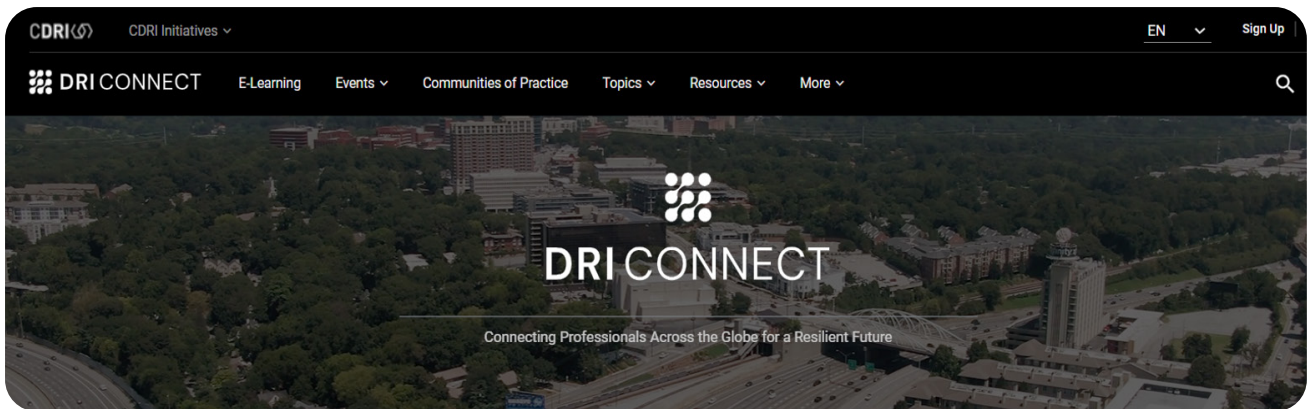 CDRI CDRI Initiatives EN Sign Up
DRI CONNECT E-Learning Events Communities of Practice Topics Resources More
DRI CONNECT
Connecting Professionals Across the Globe for a Resilient Future